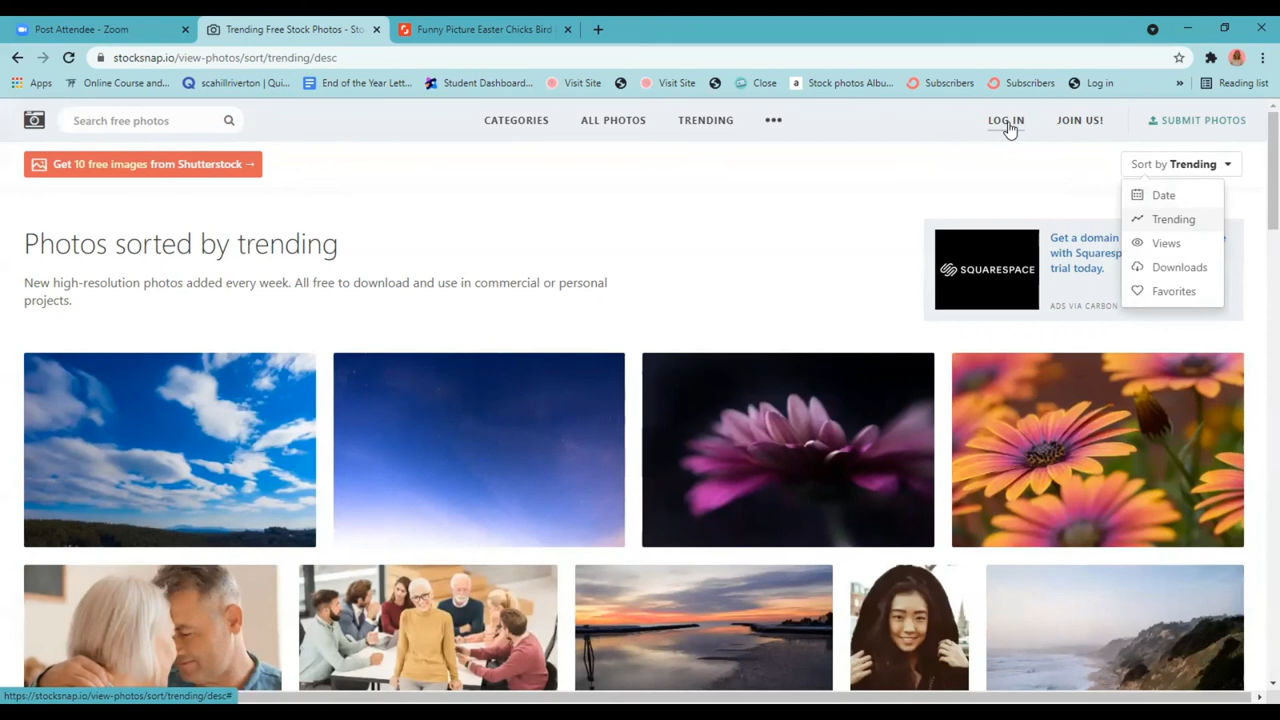 Post Attendee - Zoom
Trending Free Stock Photos - Sto
Funny Picture Easter Chicks Bird
stocksnap.io/view-photos/sort/trending/desc
Apps
Online Course and...
scahillriverton | Qui...
End of the Year Lett...
Student Dashboard...
Visit Site
Visit Site
Close
Stock photos Albu...
Subscribers
Subscribers
Log in
»
Reading list
Search free photos
CATEGORIES
ALL PHOTOS
TRENDING
•••
LOG IN
JOIN US!
SUBMIT PHOTOS
Get 10 free images from Shutterstock →
Sort by Trending
Date
Trending
Views
Downloads
Favorites
Photos sorted by trending
New high-resolution photos added every week. All free to download and use in commercial or personal
projects.
SQUARESPACE
Get a domain
with Squaresp
trial today.
ADS VIA CARBON
https://stocksnap.io/view-photos/sort/trending/desc#